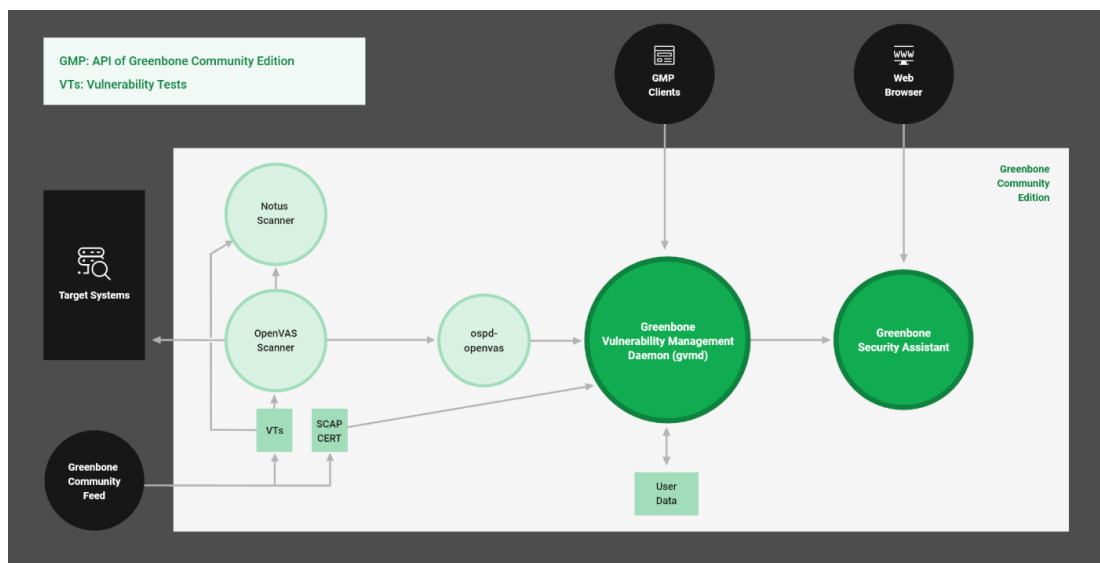 GMP: API of Greenbone Community Edition
VTs: Vulnerability Tests
GMP
Clients
WWW
Web
Browser
Greenbone
Community
Edition
Notus
Scanner
Target Systems
OpenVAS
Scanner
ospd-
openvas
Greenbone
Vulnerability Management
Daemon (gvmd)
Greenbone
Security Assistant
VTs
SCAP
CERT
Greenbone
Community
Feed
User
Data